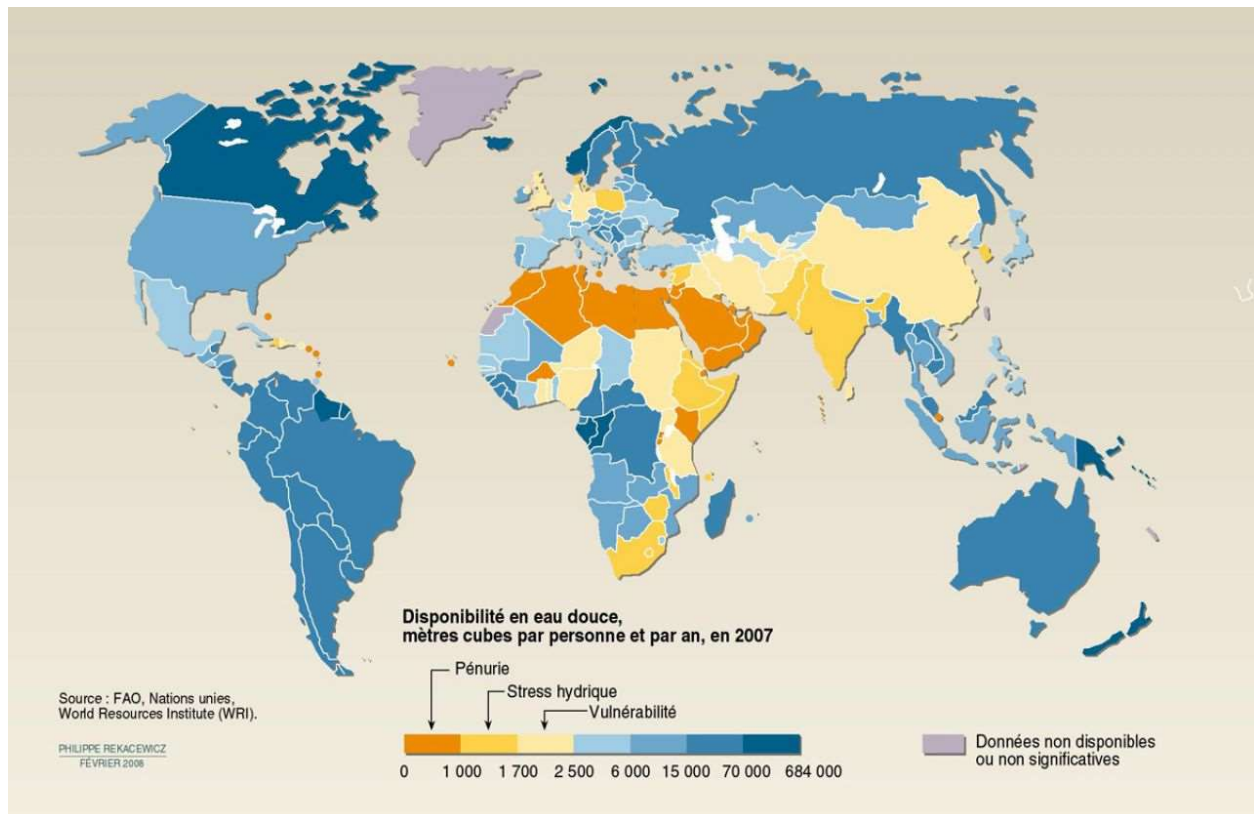 Disponibilité en eau douce,
mètres cubes par personne et par an, en 2007
Pénurie
Stress hydrique
Vulnérabilité
0 1 000 1 700 2 500 6 000 15 000 70 000 684 000
Données non disponibles
ou non significatives
Source : FAO, Nations unies,
World Resources Institute (WRI).
PHILIPPE REKACEWICZ
FÉVRIER 2008